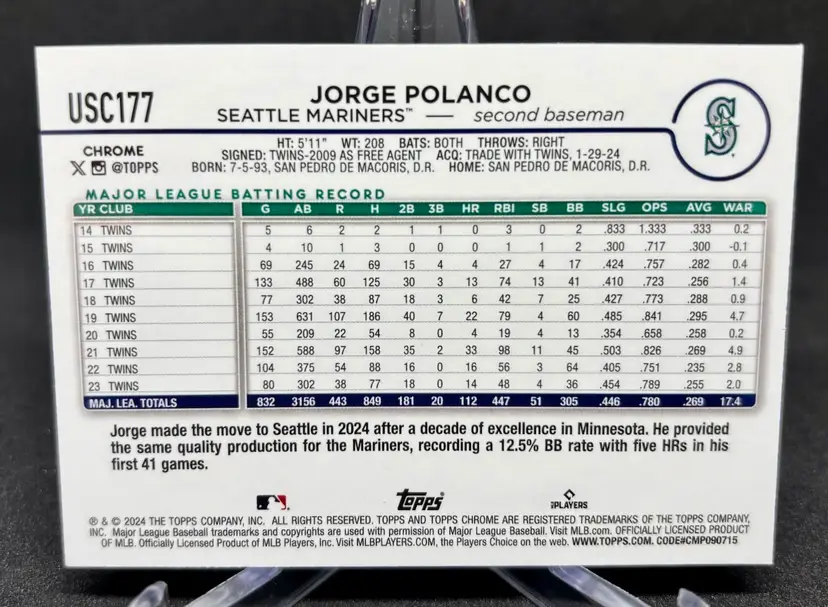 USC177
JORGE POLANCO
SEATTLE MARINERS™ — second baseman
S
CHROME
@TOPPS
HT: 5'11" WT: 208 BATS: BOTH THROWS: RIGHT
SIGNED: TWINS-2009 AS FREE AGENT ACQ: TRADE WITH TWINS, 1-29-24
BORN: 7-5-93, SAN PEDRO DE MACORIS, D.R. HOME: SAN PEDRO DE MACORIS, D.R.
MAJOR LEAGUE BATTING RECORD
YR CLUB G AB R H 2B 3B HR RBI SB BB SLG OPS AVG WAR
14 TWINS 5 6 2 2 1 1 0 3 0 2 .833 1.333 .333 0.2
15 TWINS 4 10 1 3 0 0 0 1 1 2 .300 .717 .300 -0.1
16 TWINS 69 245 24 69 15 4 4 27 4 17 .424 .757 .282 0.4
17 TWINS 133 488 60 125 30 3 13 74 13 41 .410 .723 .256 1.4
18 TWINS 77 302 38 87 18 3 6 42 7 25 .427 .773 .288 0.9
19 TWINS 153 631 107 186 40 7 22 79 4 60 .485 .841 .295 4.7
20 TWINS 55 209 22 54 8 0 4 19 4 13 .354 .658 .258 0.2
21 TWINS 152 588 97 158 35 2 33 98 11 45 .503 .826 .269 4.9
22 TWINS 104 375 54 88 16 0 16 56 3 64 .405 .751 .235 2.8
23 TWINS 80 302 38 77 18 0 14 48 4 36 .454 .789 .255 2.0
MAJ. LEA. TOTALS 832 3156 443 849 181 20 112 447 51 305 .446 .780 .269 17.4
Jorge made the move to Seattle in 2024 after a decade of excellence in Minnesota. He provided
the same quality production for the Mariners, recording a 12.5% BB rate with five HRs in his
first 41 games.
Topps
PLAYERS
® & © 2024 THE TOPPS COMPANY, INC. ALL RIGHTS RESERVED. TOPPS AND TOPPS CHROME ARE REGISTERED TRADEMARKS OF THE TOPPS COMPANY,
INC. Major League Baseball trademarks and copyrights are used with permission of Major League Baseball. Visit MLB.com. OFFICIALLY LICENSED PRODUCT
OF MLB. Officially Licensed Product of MLB Players, Inc. Visit MLBPLAYERS.COM, the Players Choice on the web. WWW.TOPPS.COM. CODE#CMP090715